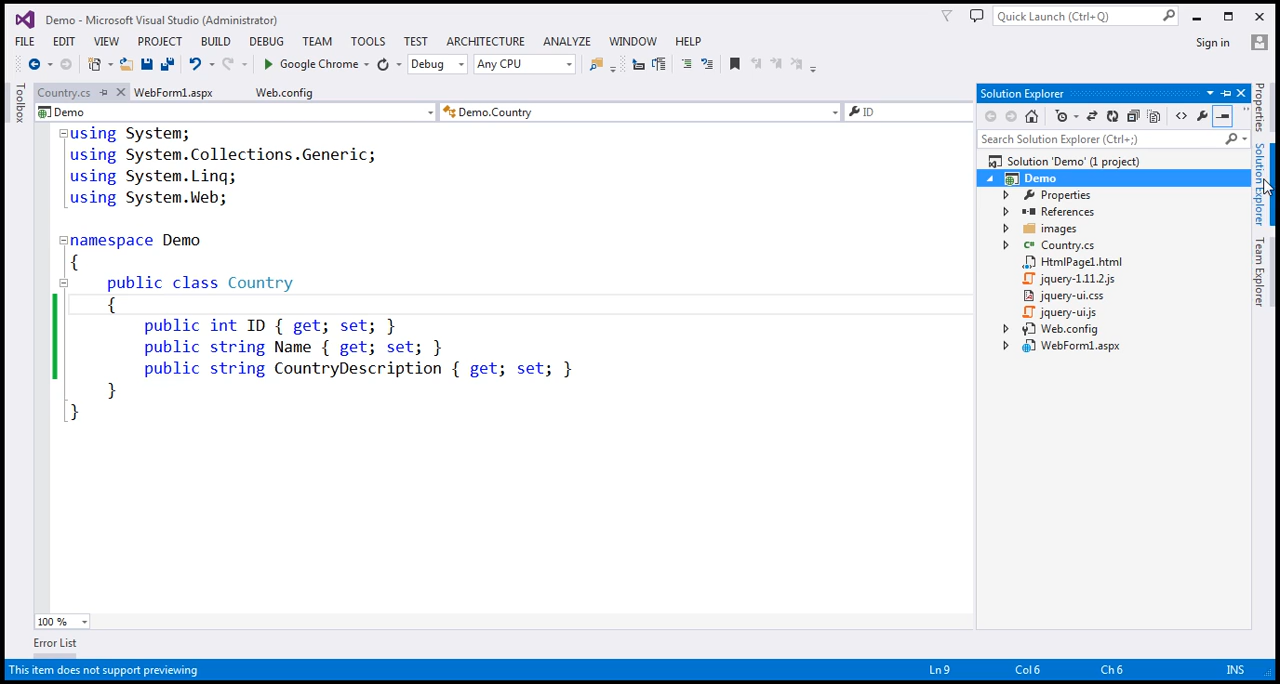 Demo - Microsoft Visual Studio (Administrator)
Quick Launch (Ctrl+Q)
FILE EDIT VIEW PROJECT BUILD DEBUG TEAM TOOLS TEST ARCHITECTURE ANALYZE WINDOW HELP
Sign in
Google Chrome Debug Any CPU
Toolbox
Country.cs WebForm1.aspx Web.config
Demo Demo.Country ID
using System;
using System.Collections.Generic;
using System.Linq;
using System.Web;
namespace Demo
{
public class Country
{
public int ID { get; set; }
public string Name { get; set; }
public string CountryDescription { get; set; }
}
}
100 %
Error List
Solution Explorer
Search Solution Explorer (Ctrl+;)
Solution 'Demo' (1 project)
Demo
Properties
References
images
Country.cs
HtmlPage1.html
jquery-1.11.2.js
jquery-ui.css
jquery-ui.js
Web.config
WebForm1.aspx
Properties
Solution Explorer
Team Explorer
This item does not support previewing
Ln 9 Col 6 Ch 6 INS